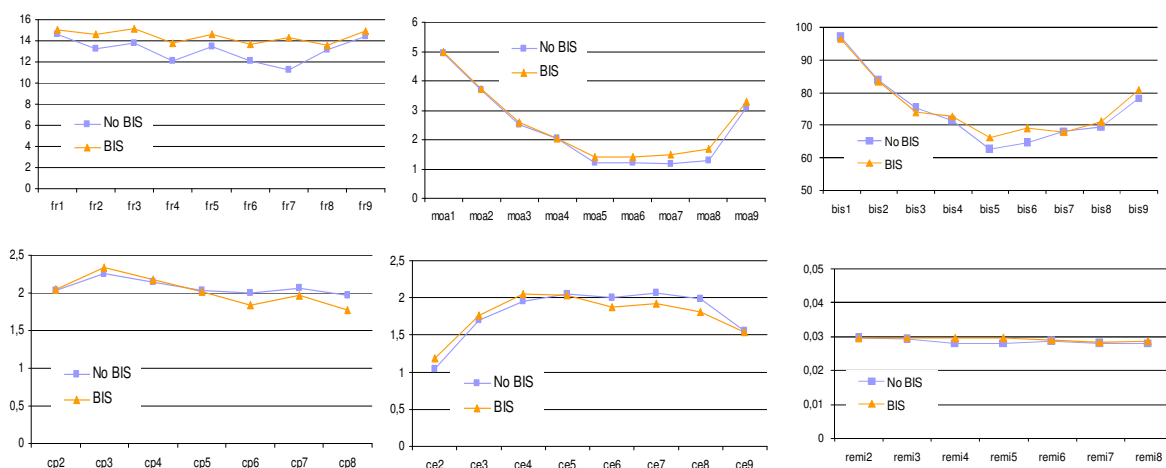 16
14
12
10
8
6
4
2
0
No BIS
BIS
fr1 fr2 fr3 fr4 fr5 fr6 fr7 fr8 fr9
6
5
4
3
2
1
0
No BIS
BIS
moa1 moa2 moa3 moa4 moa5 moa6 moa7 moa8 moa9
100
90
80
70
60
50
No BIS
BIS
bis1 bis2 bis3 bis4 bis5 bis6 bis7 bis8 bis9
2,5
2
1,5
1
0,5
0
No BIS
BIS
cp2 cp3 cp4 cp5 cp6 cp7 cp8
2,5
2
1,5
1
0,5
0
No BIS
BIS
ce2 ce3 ce4 ce5 ce6 ce7 ce8 ce9
0,05
0,04
0,03
0,02
0,01
0
No BIS
BIS
remi2 remi3 remi4 remi5 remi6 remi7 remi8